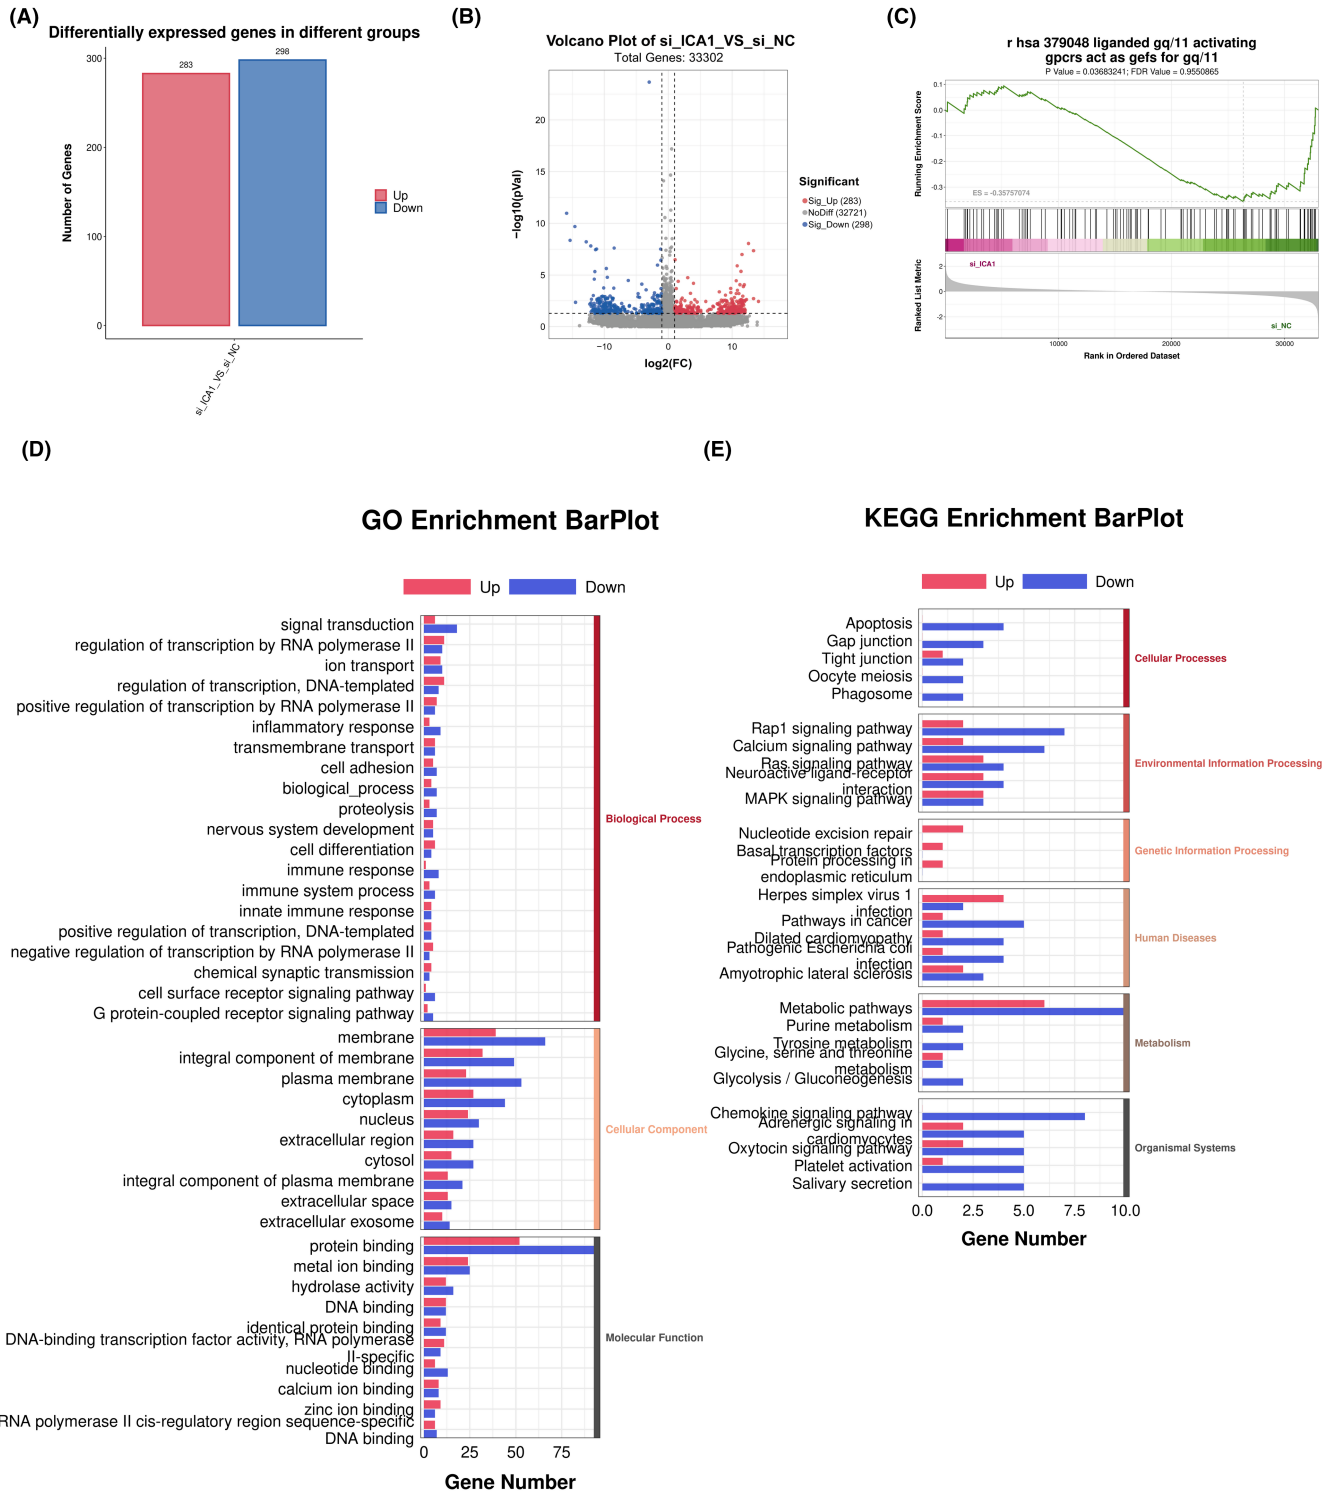 (A)
Differentially expressed genes in different groups
300
200
100
0
Number of Genes
283
298
si_ICA1_VS_si_NC
Up
Down
(B)
Volcano Plot of si_ICA1_VS_si_NC
Total Genes: 33302
−log10(pVal)
20
15
10
5
0
−10
0
10
log2(FC)
Significant
Sig_Up (283)
NoDiff (32721)
Sig_Down (298)
(C)
r hsa 379048 liganded gq/11 activating
gpcrs act as gefs for gq/11
P Value = 0.03683241; FDR Value = 0.9550865
Running Enrichment Score
0.1
0.0
-0.1
-0.2
-0.3
ES = -0.35757074
Ranked List Metric
2
0
-2
si_ICA1
si_NC
10000
20000
30000
Rank in Ordered Dataset
(D)
GO Enrichment BarPlot
Up
Down
signal transduction
regulation of transcription by RNA polymerase II
ion transport
regulation of transcription, DNA-templated
positive regulation of transcription by RNA polymerase II
inflammatory response
transmembrane transport
cell adhesion
biological_process
proteolysis
nervous system development
cell differentiation
immune response
immune system process
innate immune response
positive regulation of transcription, DNA-templated
negative regulation of transcription by RNA polymerase II
chemical synaptic transmission
cell surface receptor signaling pathway
G protein-coupled receptor signaling pathway
Biological Process
membrane
integral component of membrane
plasma membrane
cytoplasm
nucleus
extracellular region
cytosol
integral component of plasma membrane
extracellular space
extracellular exosome
Cellular Component
protein binding
metal ion binding
hydrolase activity
DNA binding
identical protein binding
DNA-binding transcription factor activity, RNA polymerase
II-specific
nucleotide binding
calcium ion binding
zinc ion binding
RNA polymerase II cis-regulatory region sequence-specific
DNA binding
Molecular Function
0
25
50
75
Gene Number
(E)
KEGG Enrichment BarPlot
Up
Down
Apoptosis
Gap junction
Tight junction
Oocyte meiosis
Phagosome
Cellular Processes
Rap1 signaling pathway
Calcium signaling pathway
Ras signaling pathway
Neuroactive ligand-receptor
interaction
MAPK signaling pathway
Environmental Information Processing
Nucleotide excision repair
Basal transcription factors
Protein processing in
endoplasmic reticulum
Genetic Information Processing
Herpes simplex virus 1
infection
Pathways in cancer
Dilated cardiomyopathy
Pathogenic Escherichia coli
infection
Amyotrophic lateral sclerosis
Human Diseases
Metabolic pathways
Purine metabolism
Tyrosine metabolism
Glycine, serine and threonine
metabolism
Glycolysis / Gluconeogenesis
Metabolism
Chemokine signaling pathway
Adrenergic signaling in
cardiomyocytes
Oxytocin signaling pathway
Platelet activation
Salivary secretion
Organismal Systems
0.0
2.5
5.0
7.5
10.0
Gene Number